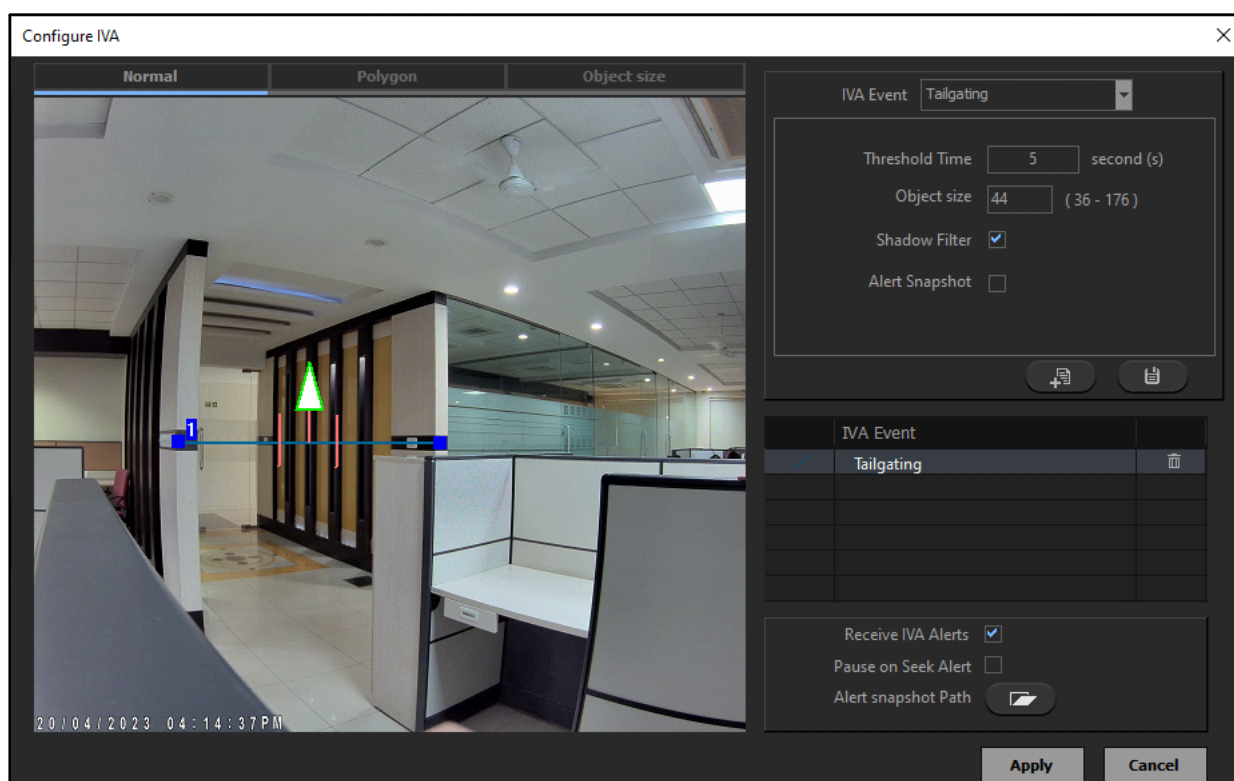 Configure IVA
Normal Polygon Object size
IVA Event Tailgating
Threshold Time 5 second (s)
Object size 44 ( 36 - 176 )
Shadow Filter
Alert Snapshot
1
IVA Event
Tailgating
Receive IVA Alerts
Pause on Seek Alert
Alert snapshot Path
20/04/2023 04:14:37PM
Apply Cancel